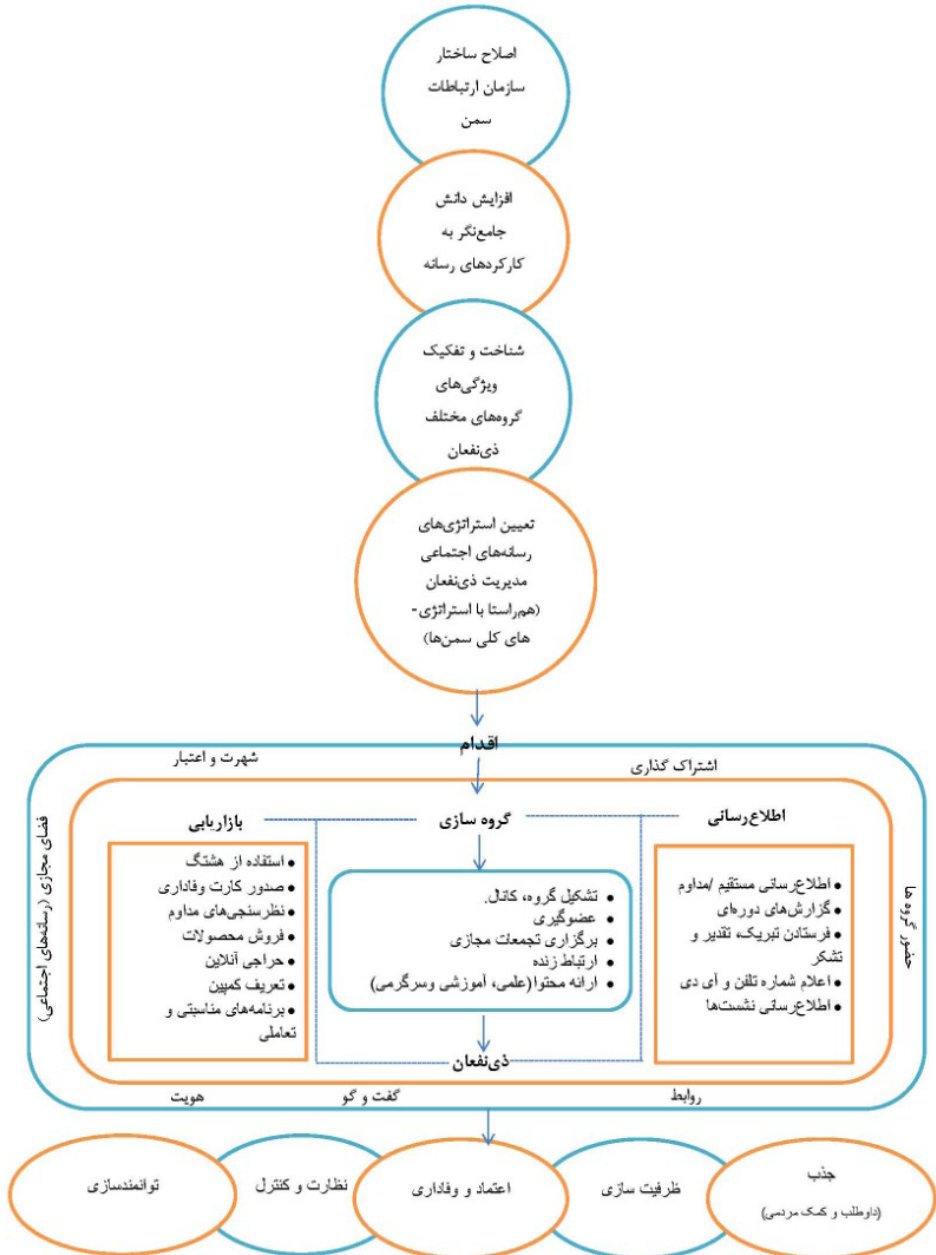 اصلاح ساختار
سازمان ارتباطات
سمن
افزایش دانش
جامع‌نگر به
کارکردهای رسانه
شناخت و تفکیک
ویژگی‌های
گروه‌های مختلف
ذی‌نفعان
تعیین استراتژی‌های
رسانه‌های اجتماعی
مدیریت ذی‌نفعان
(هم‌راستا با استراتژی-
های کلی سمن‌ها)
اقدام
اشتراک گذاری
شهرت و اعتبار
حضور گروه ها
فضای مجازی (رسانه‌های اجتماعی)
اطلاع‌رسانی
• اطلاع‌رسانی مستقیم /مداوم
• گزارش‌های دوره‌ای
• فرستادن تبریک، تقدیر و
تشکر
• اعلام شماره تلفن و آی دی
• اطلاع‌رسانی نشست‌ها
گروه سازی
• تشکیل گروه، کانال.
• عضوگیری
• برگزاری تجمعات مجازی
• ارتباط زنده
• ارائه محتوا(علمی، آموزشی وسرگرمی)
ذی‌نفعان
بازاریابی
• استفاده از هشتگ
• صدور کارت وفاداری
• نظرسنجی‌های مداوم
• فروش محصولات
• حراجی آنلاین
• تعریف کمپین
• برنامه‌های مناسبتی و
تعاملی
روابط
گفت و گو
هویت
جذب
(داوطلب و کمک مردمی)
ظرفیت سازی
اعتماد و وفاداری
نظارت و کنترل
توانمندسازی